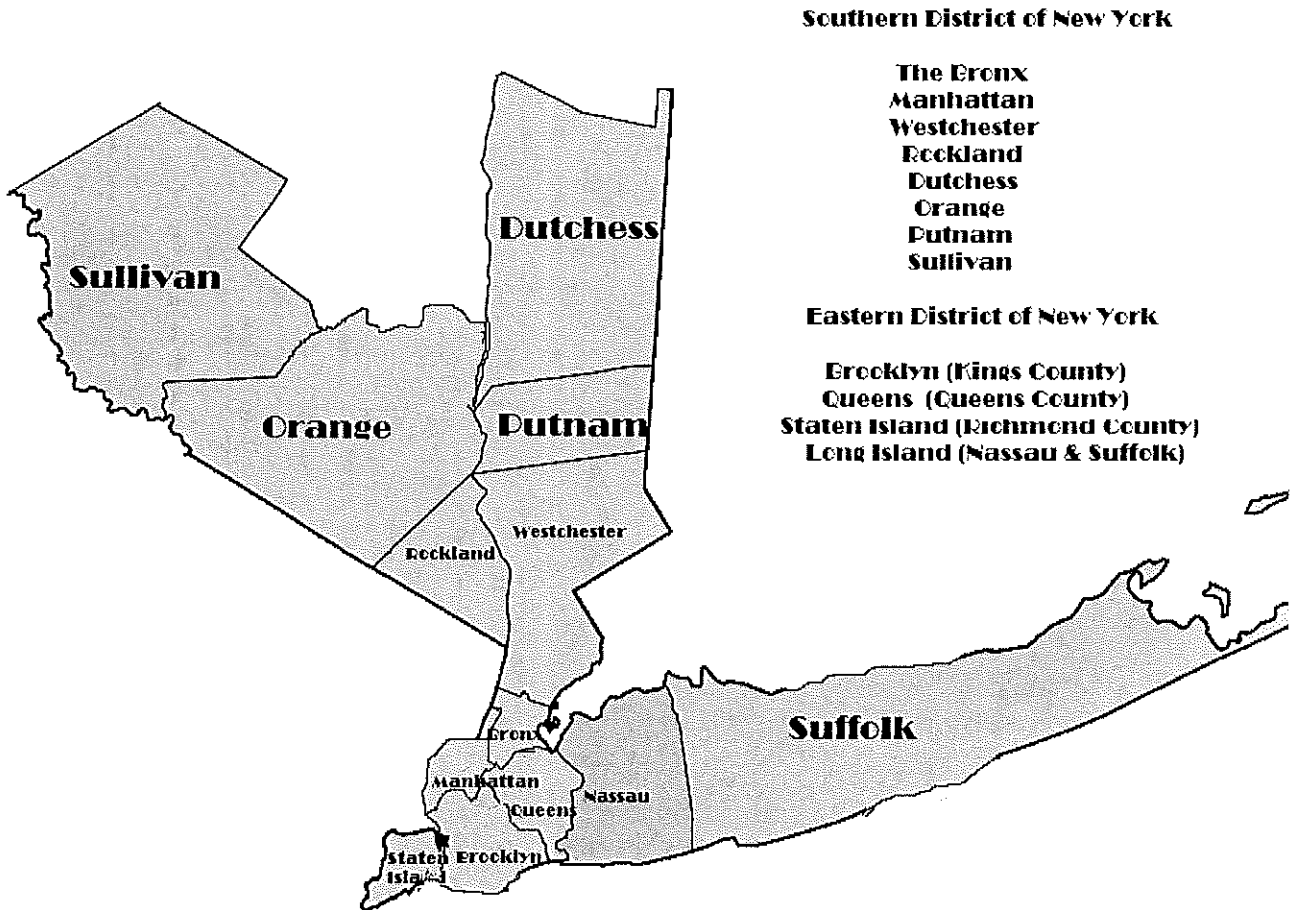 Southern District of New York
The Bronx
Manhattan
Westchester
Rockland
Dutchess
Orange
Putnam
Sullivan
Eastern District of New York
Brooklyn (Kings County)
Queens (Queens County)
Staten Island (Richmond County)
Long Island (Nassau & Suffolk)
Dutchess
Sullivan
Orange
Putnam
Westchester
Rockland
Bronx
Suffolk
Manhattan
Nassau
Queens
Staten
Island
Brooklyn